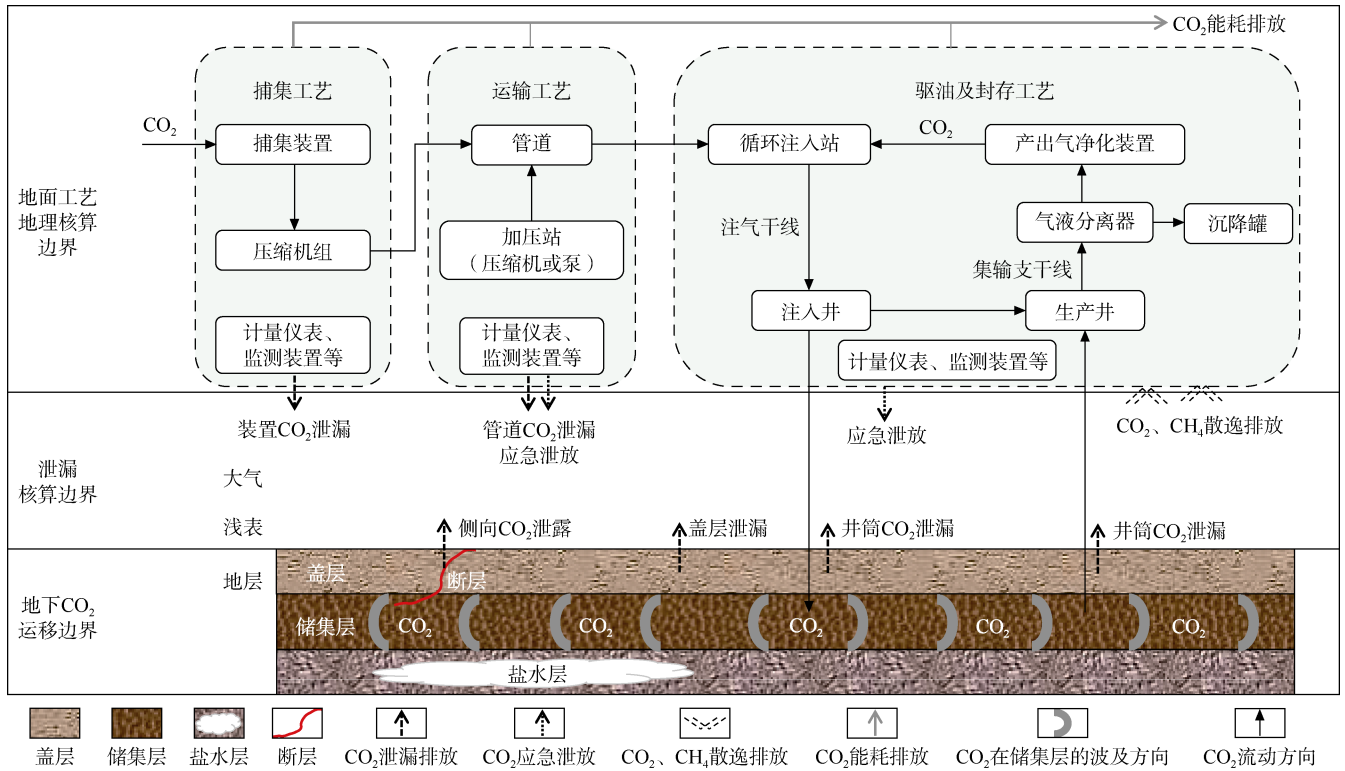 CO₂能耗排放
捕集工艺
运输工艺
驱油及封存工艺
CO₂
捕集装置
管道
循环注入站
CO₂
产出气净化装置
地面工艺
地理核算
边界
注气干线
气液分离器
沉降罐
压缩机组
加压站
（压缩机或泵）
集输支干线
注入井
生产井
计量仪表、
监测装置等
计量仪表、
监测装置等
计量仪表、监测装置等
装置CO₂泄漏
管道CO₂泄漏
应急泄放
应急泄放
CO₂、CH₄散逸排放
泄漏
核算边界
大气
浅表
侧向CO₂泄露
盖层泄漏
井筒CO₂泄漏
井筒CO₂泄漏
地下CO₂
运移边界
地层
盖层
断层
储集层
CO₂
CO₂
CO₂
CO₂
CO₂
盐水层
盖层
储集层
盐水层
断层
CO₂泄漏排放
CO₂应急泄放
CO₂、CH₄散逸排放
CO₂能耗排放
CO₂在储集层的波及方向
CO₂流动方向